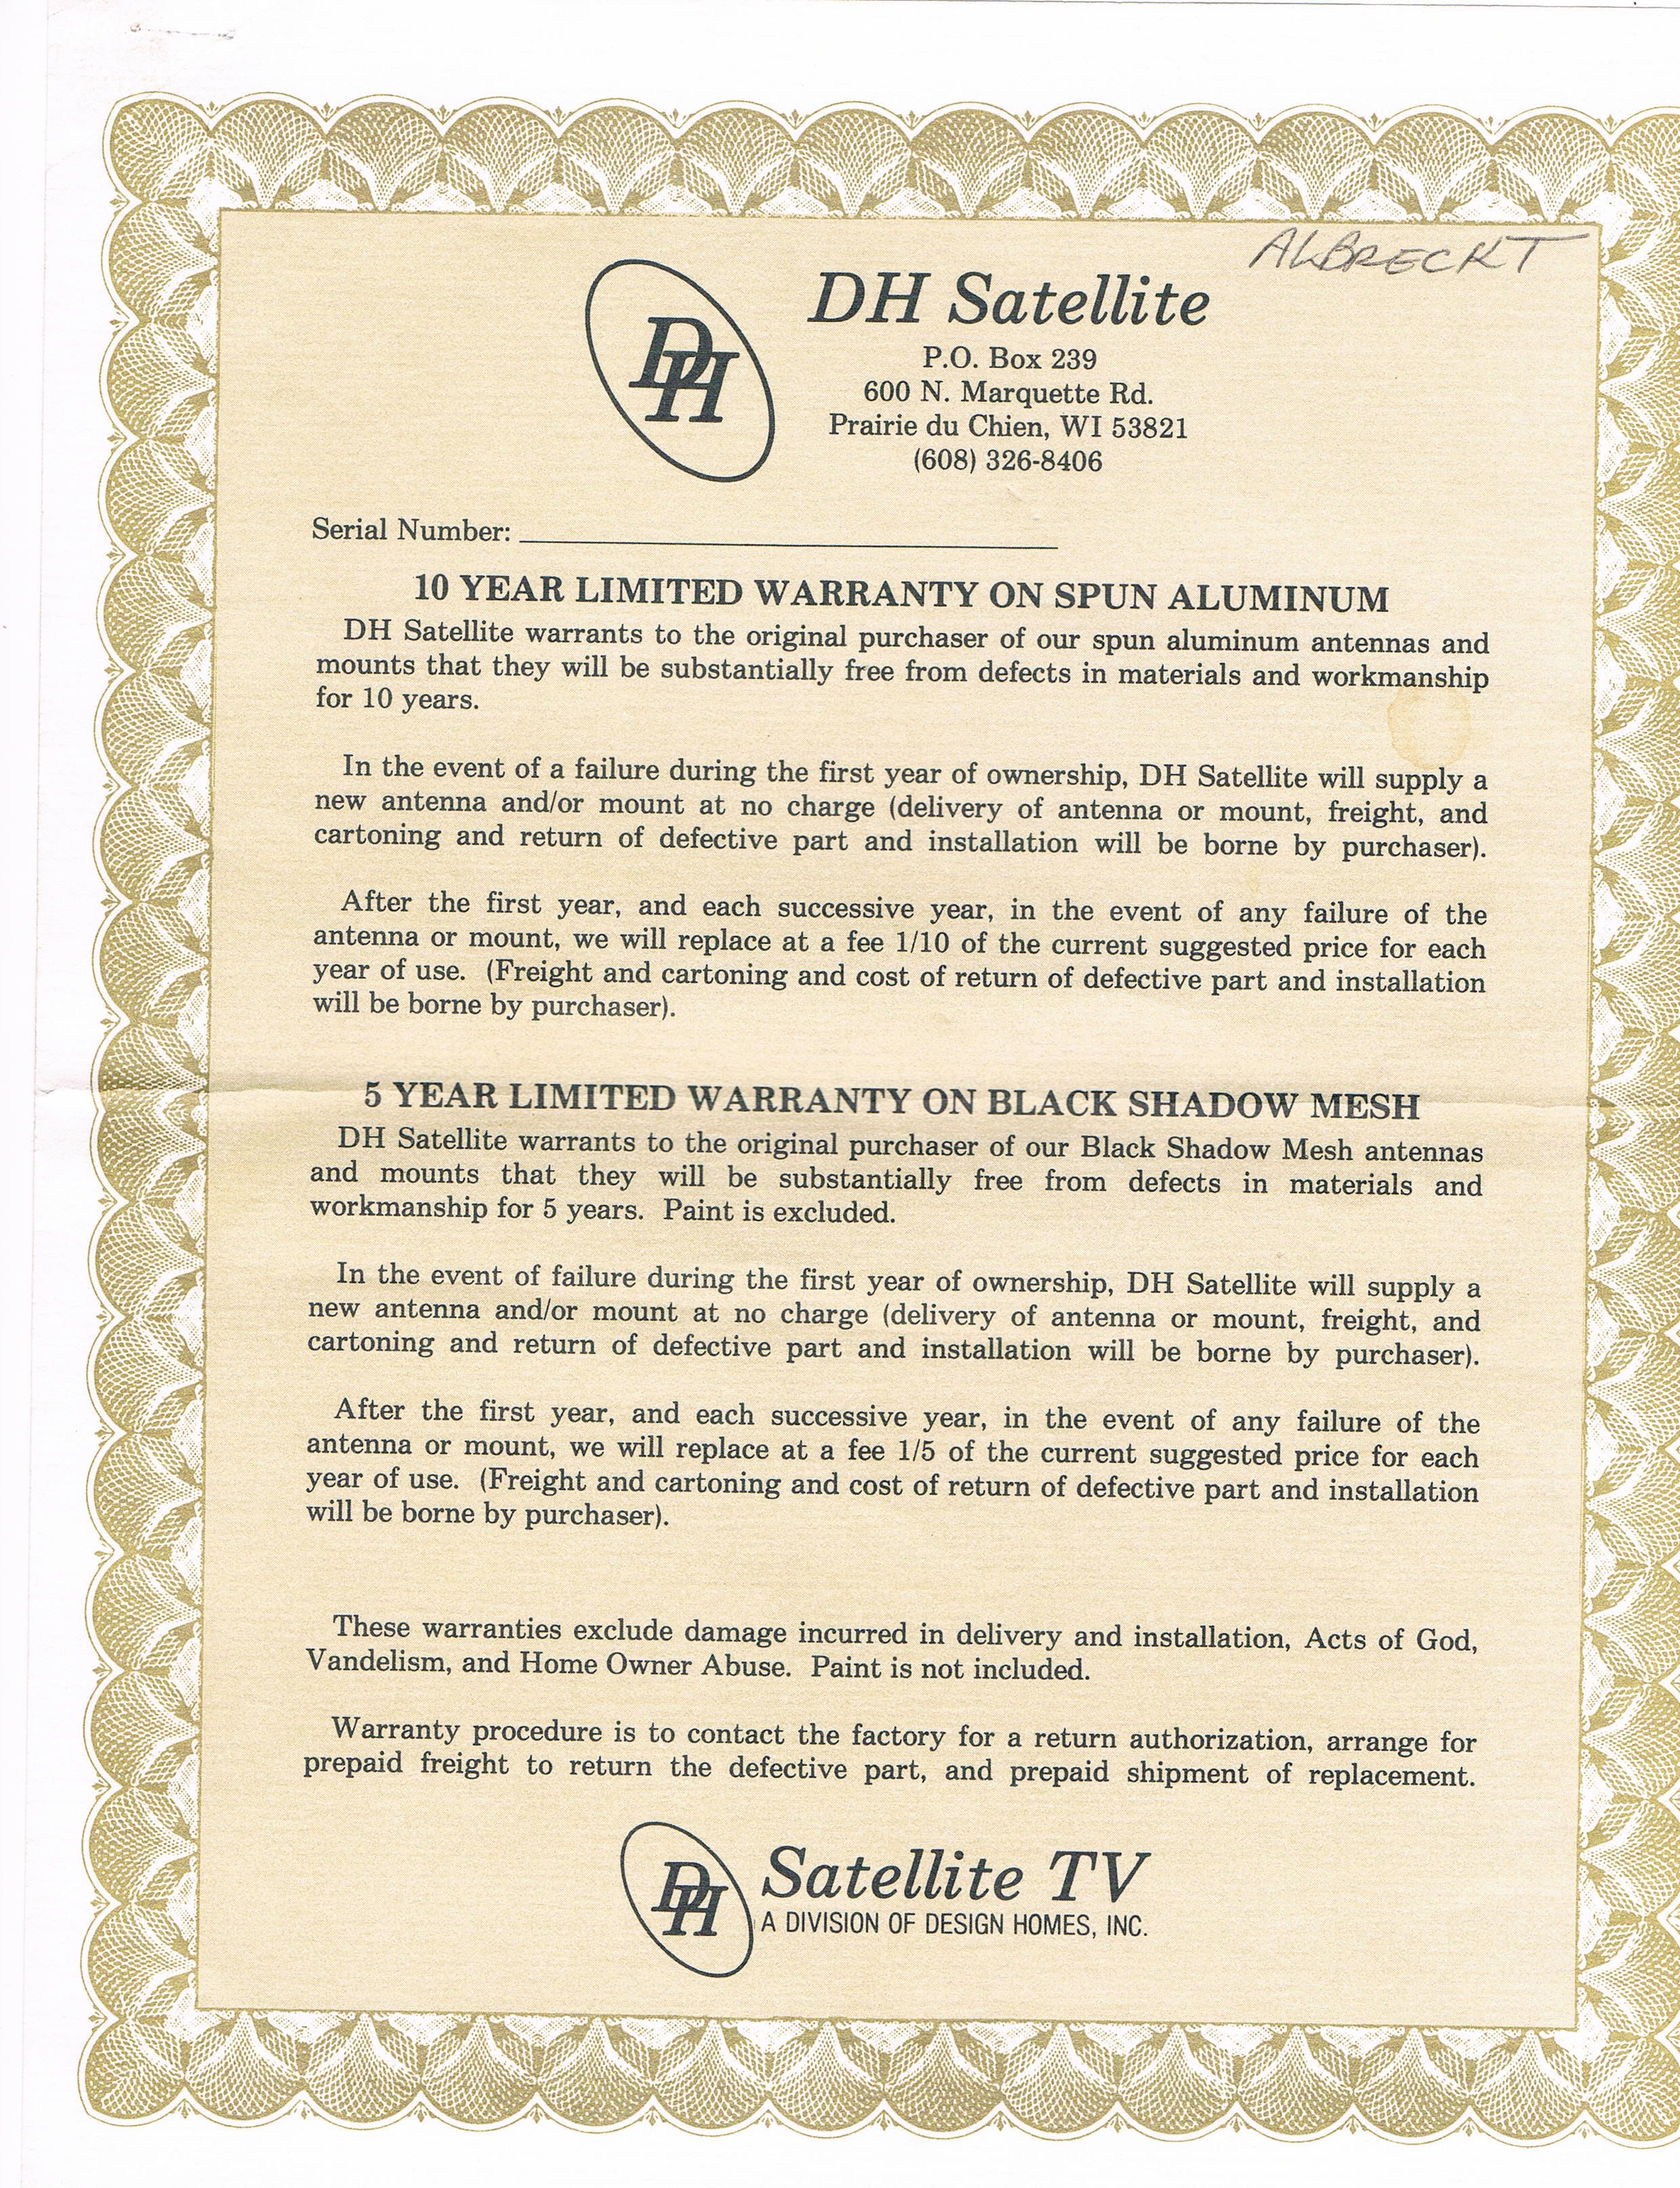 ALBRECKT
DH
DH Satellite
P.O. Box 239
600 N. Marquette Rd.
Prairie du Chien, WI 53821
(608) 326-8406
Serial Number:
10 YEAR LIMITED WARRANTY ON SPUN ALUMINUM
DH Satellite warrants to the original purchaser of our spun aluminum antennas and
mounts that they will be substantially free from defects in materials and workmanship
for 10 years.
In the event of a failure during the first year of ownership, DH Satellite will supply a
new antenna and/or mount at no charge (delivery of antenna or mount, freight, and
cartoning and return of defective part and installation will be borne by purchaser).
After the first year, and each successive year, in the event of any failure of the
antenna or mount, we will replace at a fee 1/10 of the current suggested price for each
year of use. (Freight and cartoning and cost of return of defective part and installation
will be borne by purchaser).
5 YEAR LIMITED WARRANTY ON BLACK SHADOW MESH
DH Satellite warrants to the original purchaser of our Black Shadow Mesh antennas
and mounts that they will be substantially free from defects in materials and
workmanship for 5 years. Paint is excluded.
In the event of failure during the first year of ownership, DH Satellite will supply a
new antenna and/or mount at no charge (delivery of antenna or mount, freight, and
cartoning and return of defective part and installation will be borne by purchaser).
After the first year, and each successive year, in the event of any failure of the
antenna or mount, we will replace at a fee 1/5 of the current suggested price for each
year of use. (Freight and cartoning and cost of return of defective part and installation
will be borne by purchaser).
These warranties exclude damage incurred in delivery and installation, Acts of God,
Vandelism, and Home Owner Abuse. Paint is not included.
Warranty procedure is to contact the factory for a return authorization, arrange for
prepaid freight to return the defective part, and prepaid shipment of replacement.
DH
Satellite TV
A DIVISION OF DESIGN HOMES, INC.